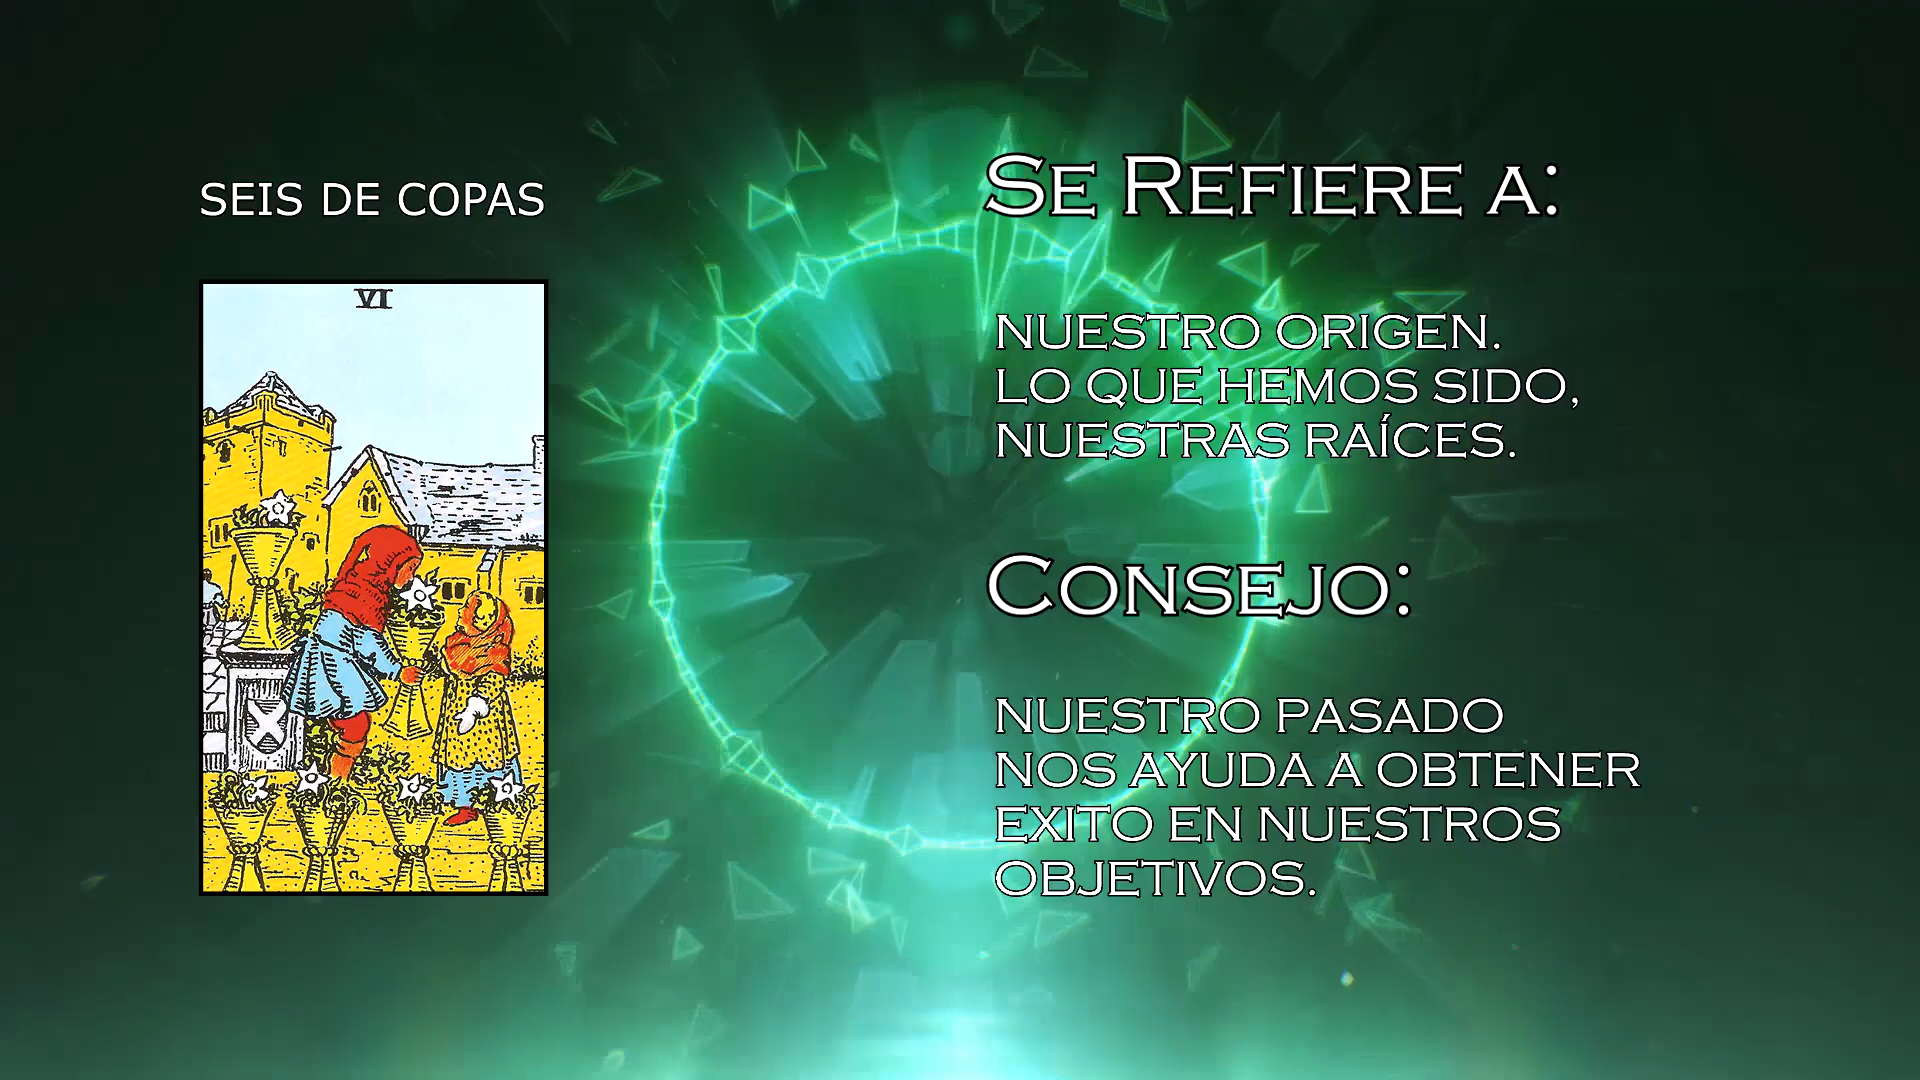 SEIS DE COPAS
VI
SE REFIERE A:
NUESTRO ORIGEN.
LO QUE HEMOS SIDO,
NUESTRAS RAÍCES.
CONSEJO:
NUESTRO PASADO
NOS AYUDA A OBTENER
EXITO EN NUESTROS
OBJETIVOS.